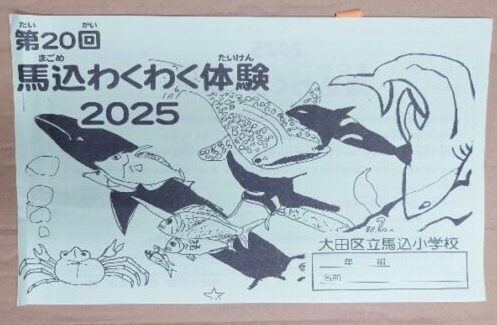 だい かい
第20回
まごめ たいけん
馬込わくわく体験
2025
大田区立馬込小学校
年 組
名前